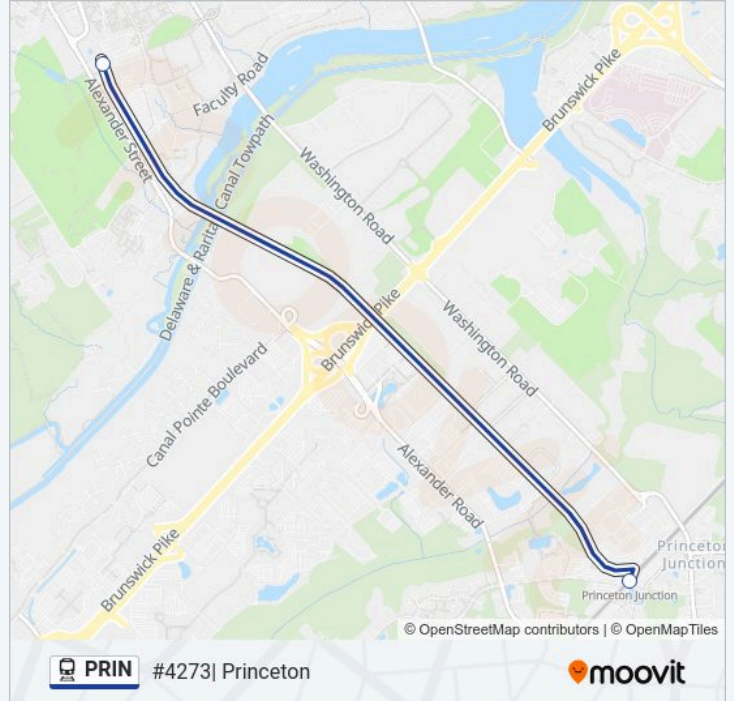 Faculty Road
Alexander Street
Brunswick Pike
Delaware & Raritan Canal Towpath
Washington Road
Brunswick Pike
Washington Road
Canal Pointe Boulevard
Alexander Road
Brunswick Pike
Princeton
Junction
Princeton Junction
© OpenStreetMap contributors | © OpenMapTiles
PRIN #4273| Princeton
moovit